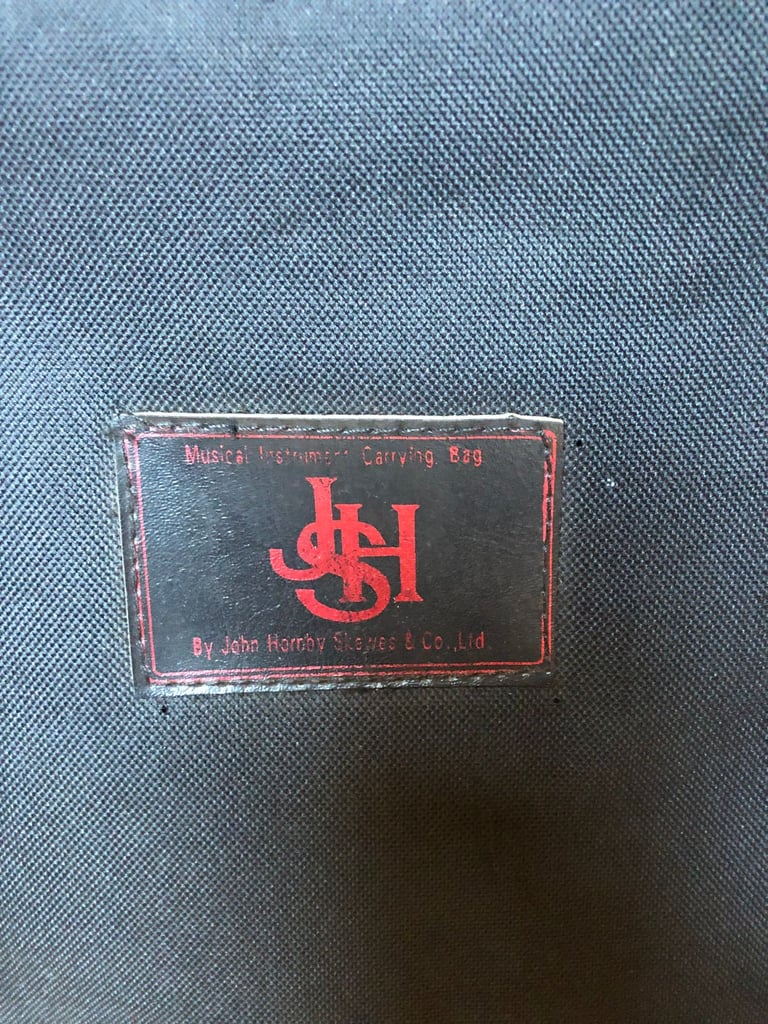 Musical Instrument Carrying Bag
JHS
By John Hornby Skewes & Co.,Ltd